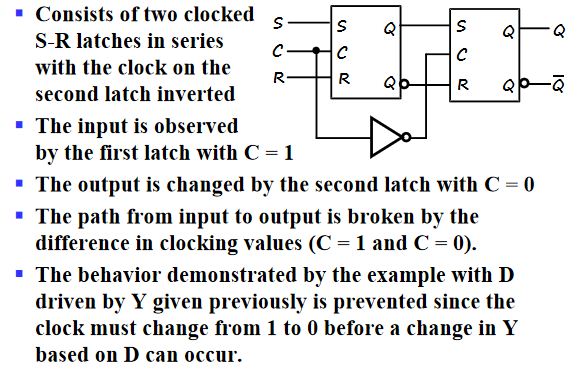 ▪ Consists of two clocked
S-R latches in series
with the clock on the
second latch inverted
▪ The input is observed
by the first latch with C = 1
▪ The output is changed by the second latch with C = 0
▪ The path from input to output is broken by the
difference in clocking values (C = 1 and C = 0).
▪ The behavior demonstrated by the example with D
driven by Y given previously is prevented since the
clock must change from 1 to 0 before a change in Y
based on D can occur.
S S Q S Q Q
C C C
R R Q R Q Q̅